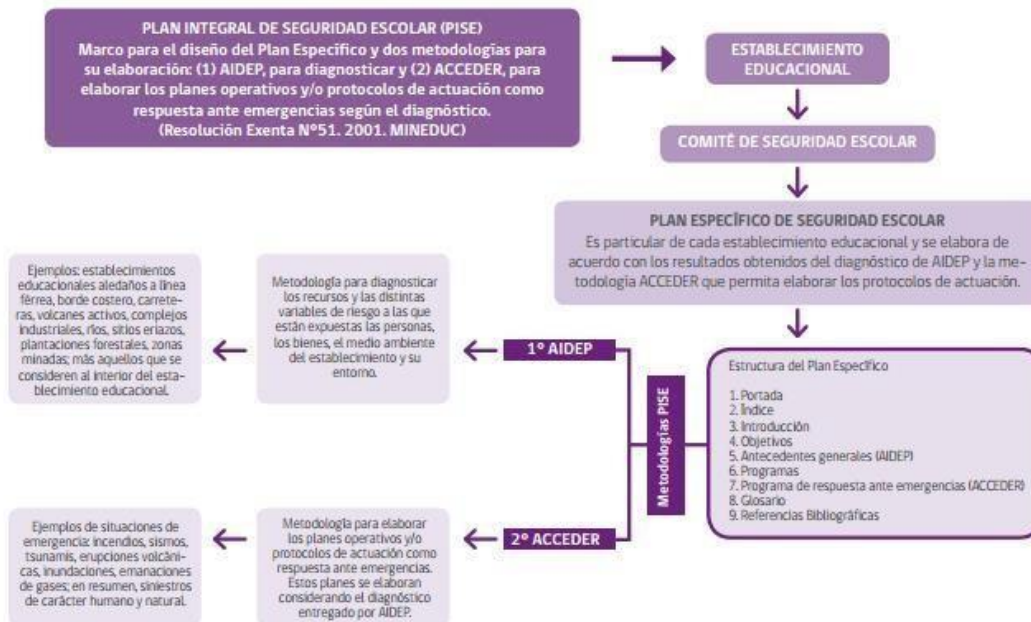 PLAN INTEGRAL DE SEGURIDAD ESCOLAR (PISE)
Marco para el diseño del Plan Específico y dos metodologías para
su elaboración: (1) AIDEP, para diagnosticar y (2) ACCEDER, para
elaborar los planes operativos y/o protocolos de actuación como
respuesta ante emergencias según el diagnóstico.
(Resolución Exenta N°51. 2001. MINEDUC)
ESTABLECIMIENTO
EDUCACIONAL
COMITÉ DE SEGURIDAD ESCOLAR
PLAN ESPECÍFICO DE SEGURIDAD ESCOLAR
Es particular de cada establecimiento educacional y se elabora de
acuerdo con los resultados obtenidos del diagnóstico de AIDEP y la me-
todología ACCEDER que permita elaborar los protocolos de actuación.
Estructura del Plan Específico
1. Portada
2. Índice
3. Introducción
4. Objetivos
5. Antecedentes generales (AIDEP)
6. Programas
7. Programa de respuesta ante emergencias (ACCEDER)
8. Glosario
9. Referencias Bibliográficas
Metodologías PISE
1° AIDEP
Metodología para diagnosticar
los recursos y las distintas
variables de riesgo a las que
están expuestas las personas,
los bienes, el medio ambiente
del establecimiento y su
entorno.
Ejemplos: establecimientos
educacionales aledaños a línea
férrea, borde costero, carrete-
ras, volcanes activos, complejos
industriales, ríos, sitios eriazos,
plantaciones forestales, zonas
minadas; más aquellos que se
consideren al interior del esta-
blecimiento educacional.
2° ACCEDER
Metodología para elaborar
los planes operativos y/o
protocolos de actuación como
respuesta ante emergencias.
Estos planes se elaboran
considerando el diagnóstico
entregado por AIDEP.
Ejemplos de situaciones de
emergencia: incendios, sismos,
tsunamis, erupciones volcáni-
cas, inundaciones, emanaciones
de gases; en resumen, siniestros
de carácter humano y natural.